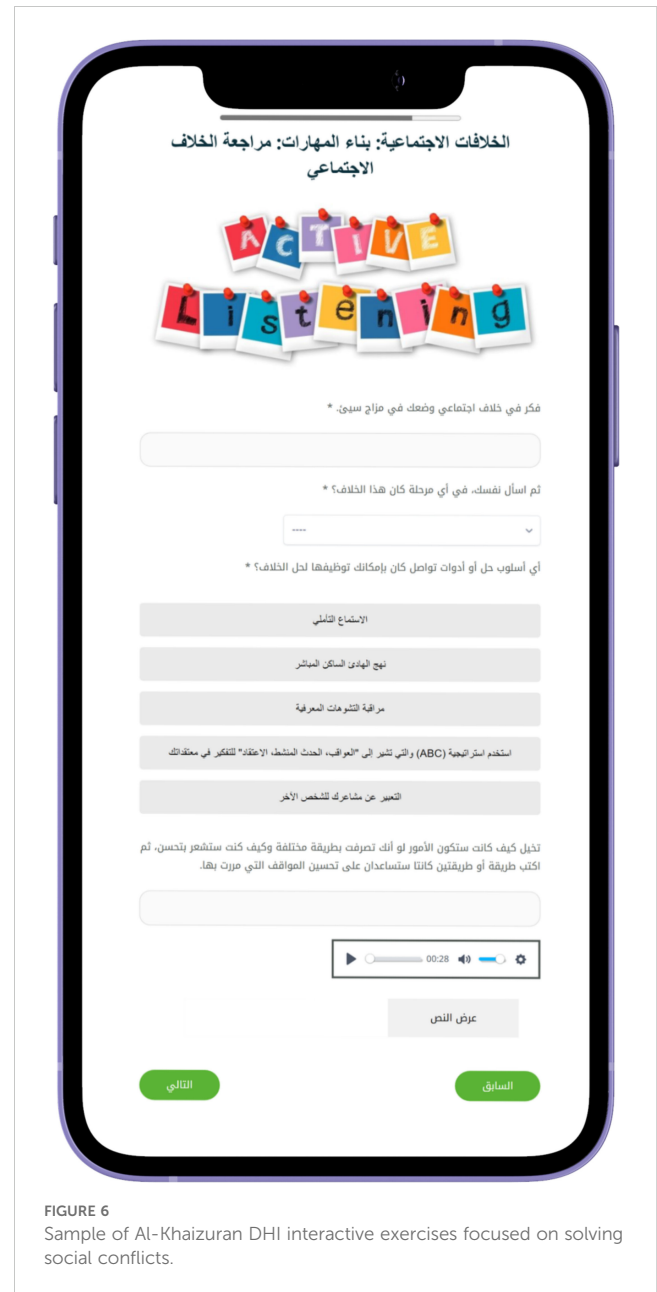 الخلافات الاجتماعية: بناء المهارات: مراجعة الخلاف
الاجتماعي
ACTIVE
Listening
فكر في خلاف اجتماعي وضعك في مزاج سيئ. *
ثم اسأل نفسك، في أي مرحلة كان هذا الخلاف؟ *
----
أي أسلوب حل أو أدوات تواصل كان بإمكانك توظيفها لحل الخلاف؟ *
الاستماع التأملي
نهج الهادئ الساكن المباشر
مراقبة التشوهات المعرفية
استخدم استراتيجية (ABC) والتي تشير إلى "العواقب، الحدث المنشط، الاعتقاد" للتفكير في معتقداتك
التعبير عن مشاعرك للشخص الآخر
تخيل كيف كانت ستكون الأمور لو أنك تصرفت بطريقة مختلفة وكيف كنت ستشعر بتحسن، ثم
اكتب طريقة أو طريقتين كانتا ستساعدان على تحسين المواقف التي مررت بها.
00:28
عرض النص
السابق
التالي
FIGURE 6
Sample of Al-Khaizuran DHI interactive exercises focused on solving
social conflicts.